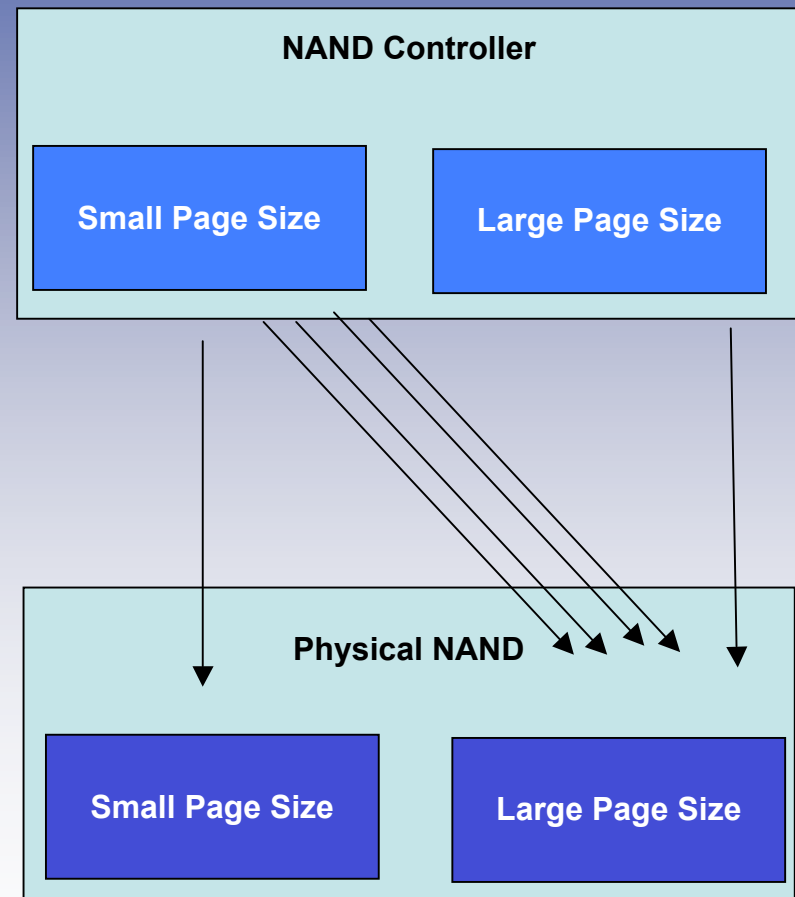 NAND Controller
Small Page Size
Large Page Size
Physical NAND
Small Page Size
Large Page Size